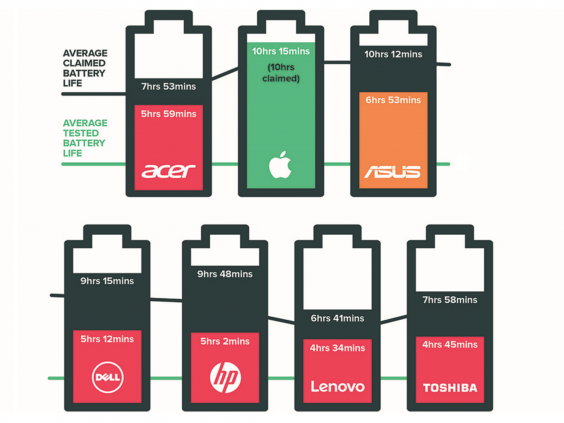 AVERAGE
CLAIMED
BATTERY
LIFE
AVERAGE
TESTED
BATTERY
LIFE
7hrs 53mins
5hrs 59mins
acer
10hrs 15mins
(10hrs
claimed)
10hrs 12mins
6hrs 53mins
ASUS
9hrs 15mins
5hrs 12mins
DELL
9hrs 48mins
5hrs 2mins
hp
6hrs 41mins
4hrs 34mins
Lenovo
7hrs 58mins
4hrs 45mins
TOSHIBA